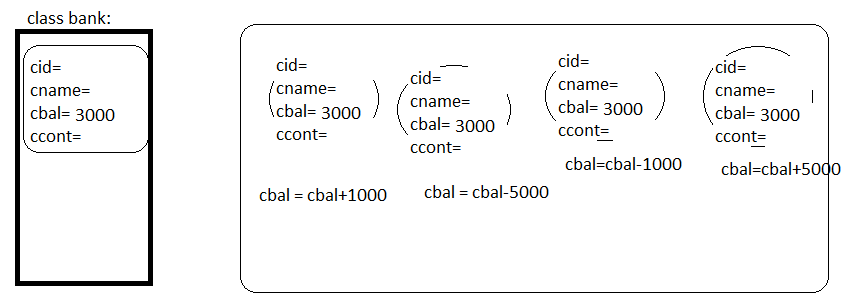 class bank:
cid=
cname=
cbal= 3000
ccont=
cid=
cname=
cbal= 3000
ccont=
cbal = cbal+1000
cid=
cname=
cbal= 3000
ccont=
cbal = cbal-5000
cid=
cname=
cbal= 3000
ccont=
cbal=cbal-1000
cid=
cname=
cbal= 3000
ccont=
cbal=cbal+5000